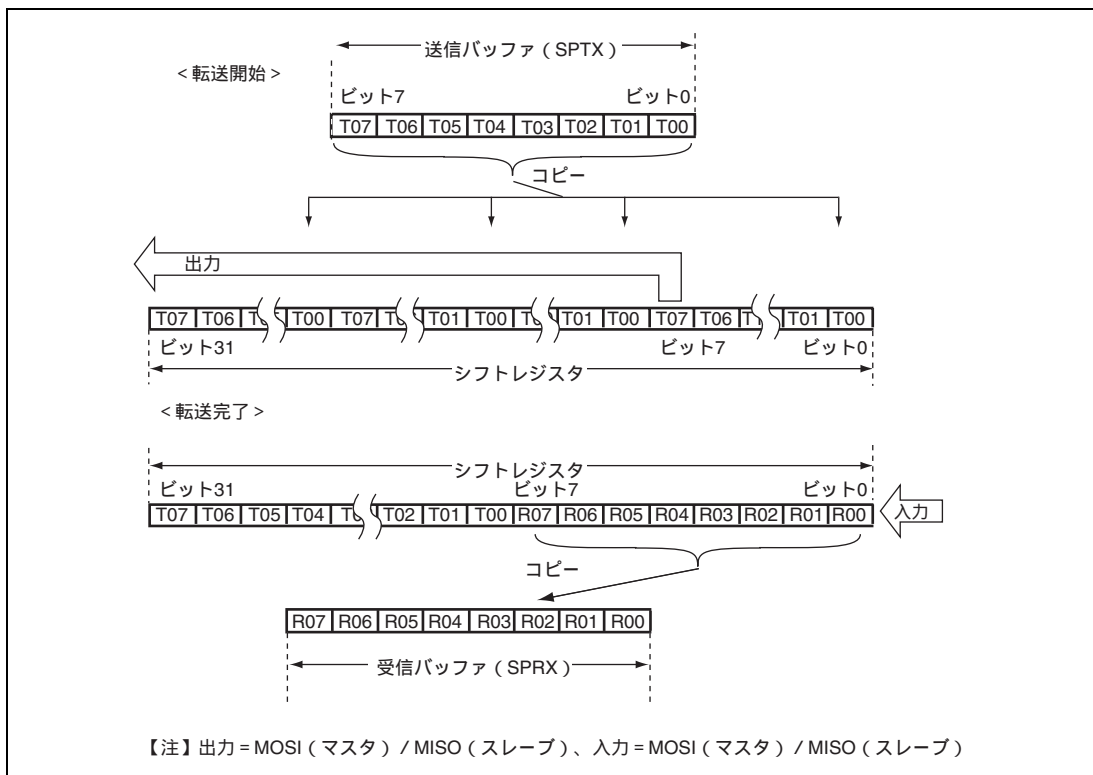 送信バッファ（SPTX）
＜転送開始＞
ビット7 ビット0
T07 T06 T05 T04 T03 T02 T01 T00
コピー
出力
T07 T06 T00 T07 T01 T00 T01 T00 T07 T06 T01 T00
ビット31 ビット7 ビット0
シフトレジスタ
＜転送完了＞
シフトレジスタ
ビット31 ビット7 ビット0
T07 T06 T05 T04 T02 T01 T00 R07 R06 R05 R04 R03 R02 R01 R00
入力
コピー
R07 R06 R05 R04 R03 R02 R01 R00
受信バッファ（SPRX）
【注】出力＝MOSI（マスタ）/ MISO（スレーブ）、入力＝MOSI（マスタ）/ MISO（スレーブ）